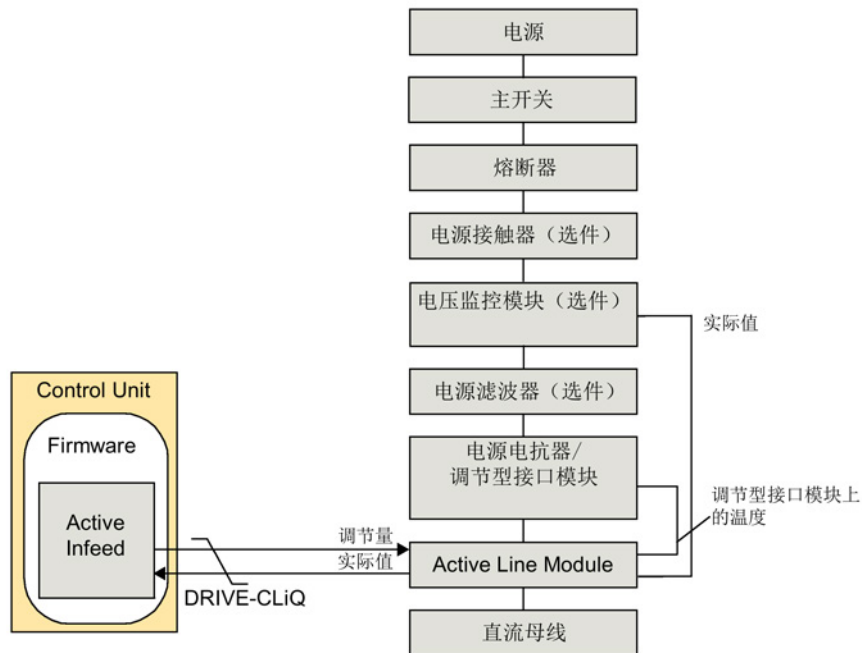 电源
主开关
熔断器
电源接触器（选件）
电压监控模块（选件）
实际值
电源滤波器（选件）
电源电抗器/
调节型接口模块
调节型接口模块上
的温度
Control Unit
Firmware
Active
Infeed
调节量
实际值
DRIVE-CLiQ
Active Line Module
直流母线